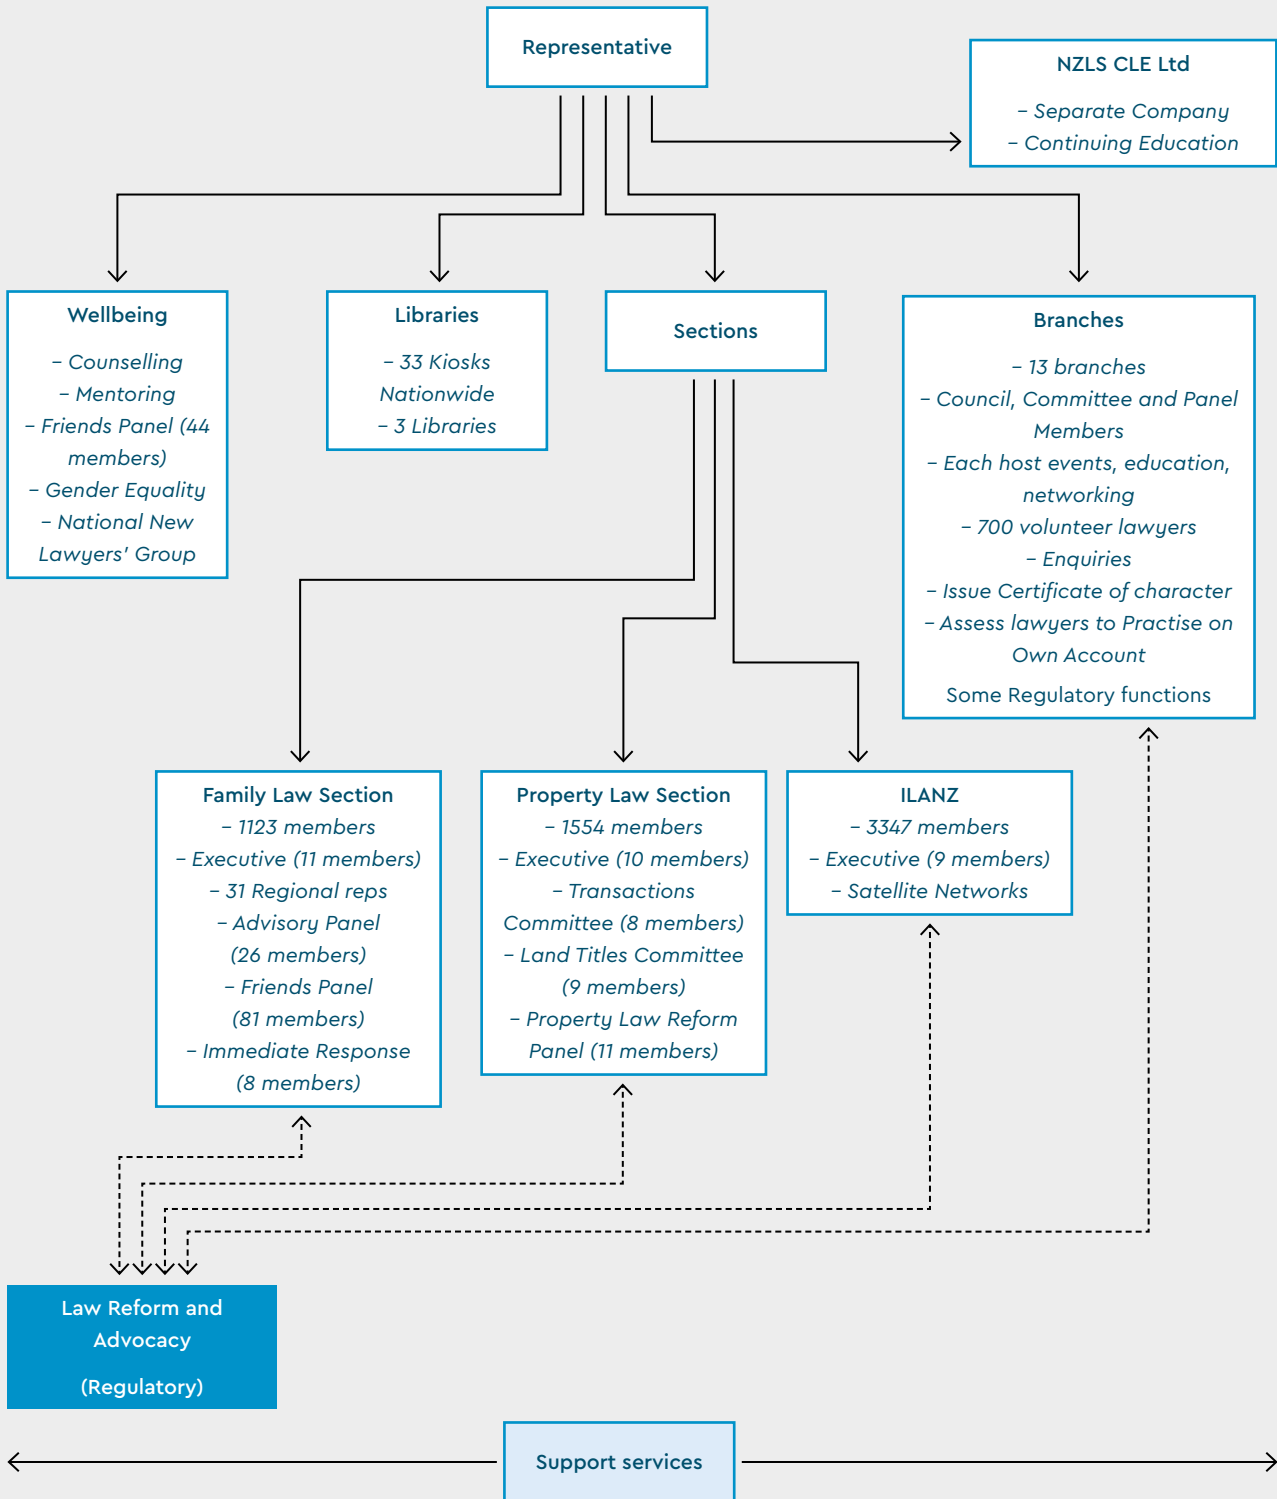 Representative
NZLS CLE Ltd
– Separate Company
– Continuing Education
Wellbeing
– Counselling
– Mentoring
– Friends Panel (44
members)
– Gender Equality
– National New
Lawyers' Group
Libraries
– 33 Kiosks
Nationwide
– 3 Libraries
Sections
Branches
– 13 branches
– Council, Committee and Panel
Members
– Each host events, education,
networking
– 700 volunteer lawyers
– Enquiries
– Issue Certificate of character
– Assess lawyers to Practise on
Own Account
Some Regulatory functions
Family Law Section
– 1123 members
– Executive (11 members)
– 31 Regional reps
– Advisory Panel
(26 members)
– Friends Panel
(81 members)
– Immediate Response
(8 members)
Property Law Section
– 1554 members
– Executive (10 members)
– Transactions
Committee (8 members)
– Land Titles Committee
(9 members)
– Property Law Reform
Panel (11 members)
ILANZ
– 3347 members
– Executive (9 members)
– Satellite Networks
Law Reform and
Advocacy
(Regulatory)
Support services